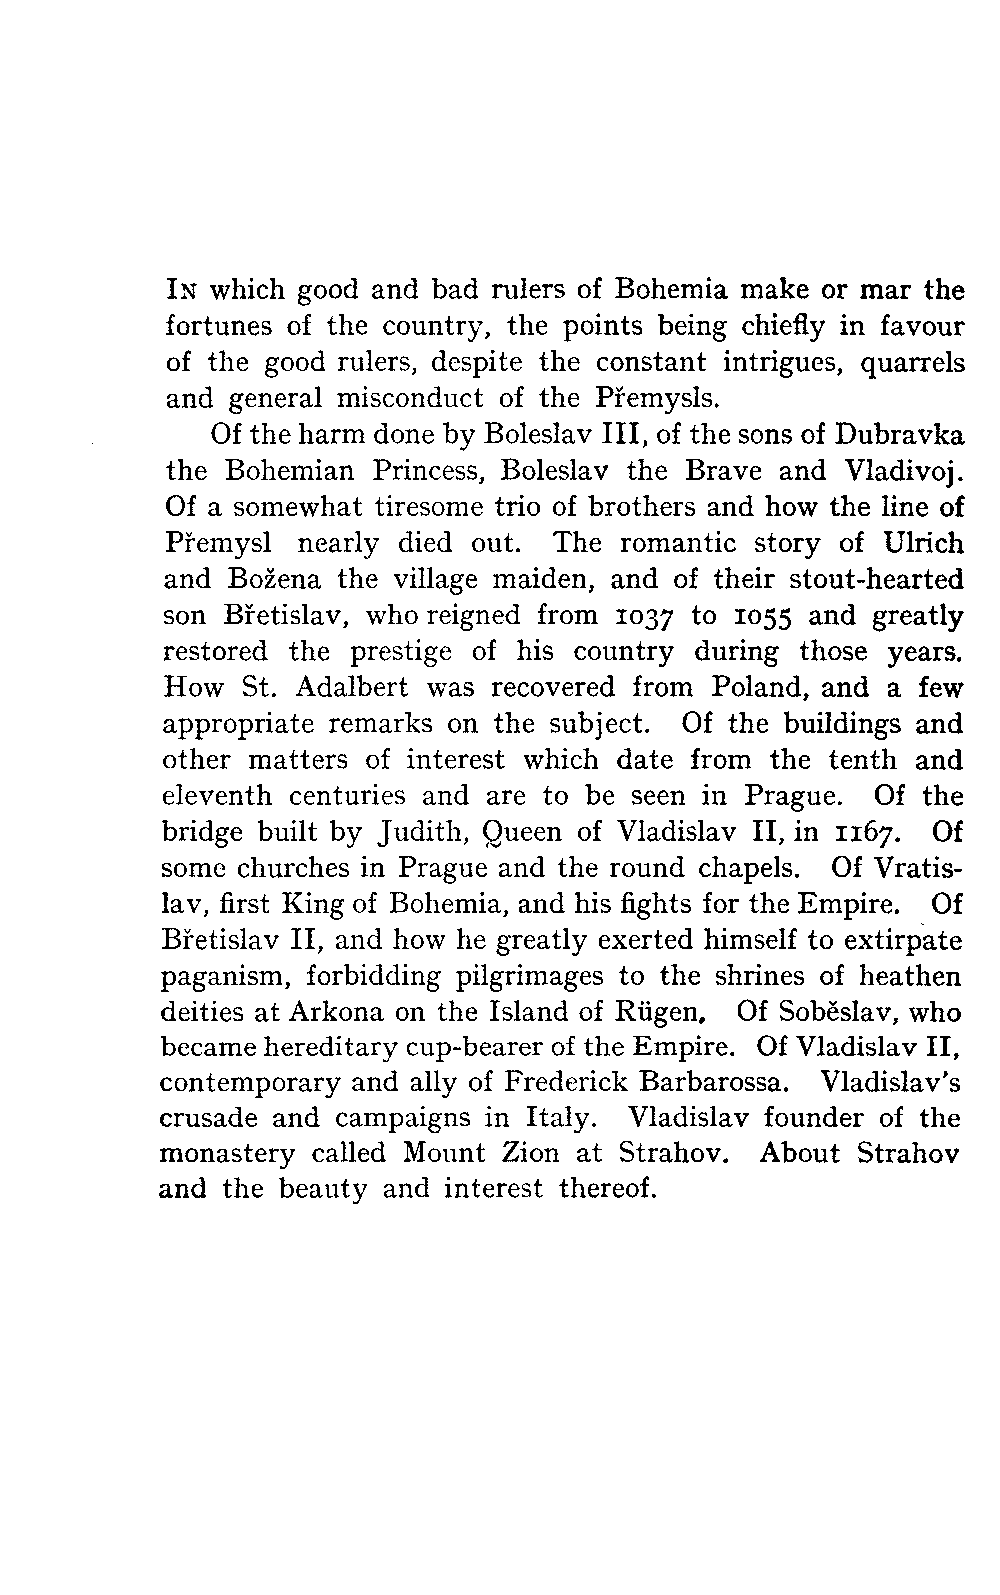 In which good and bad rulers of Bohemia make or mar the
fortunes of the country, the points being chiefly in favour
of the good rulers, despite the constant intrigues, quarrels
and general misconduct of the Přemysls.
Of the harm done by Boleslav III, of the sons of Dubravka
the Bohemian Princess, Boleslav the Brave and Vladivoj.
Of a somewhat tiresome trio of brothers and how the line of
Přemysl nearly died out. The romantic story of Ulrich
and Božena the village maiden, and of their stout-hearted
son Břetislav, who reigned from 1037 to 1055 and greatly
restored the prestige of his country during those years.
How St. Adalbert was recovered from Poland, and a few
appropriate remarks on the subject. Of the buildings and
other matters of interest which date from the tenth and
eleventh centuries and are to be seen in Prague. Of the
bridge built by Judith, Queen of Vladislav II, in 1167. Of
some churches in Prague and the round chapels. Of Vratis-
lav, first King of Bohemia, and his fights for the Empire. Of
Břetislav II, and how he greatly exerted himself to extirpate
paganism, forbidding pilgrimages to the shrines of heathen
deities at Arkona on the Island of Rügen. Of Soběslav, who
became hereditary cup-bearer of the Empire. Of Vladislav II,
contemporary and ally of Frederick Barbarossa. Vladislav's
crusade and campaigns in Italy. Vladislav founder of the
monastery called Mount Zion at Strahov. About Strahov
and the beauty and interest thereof.